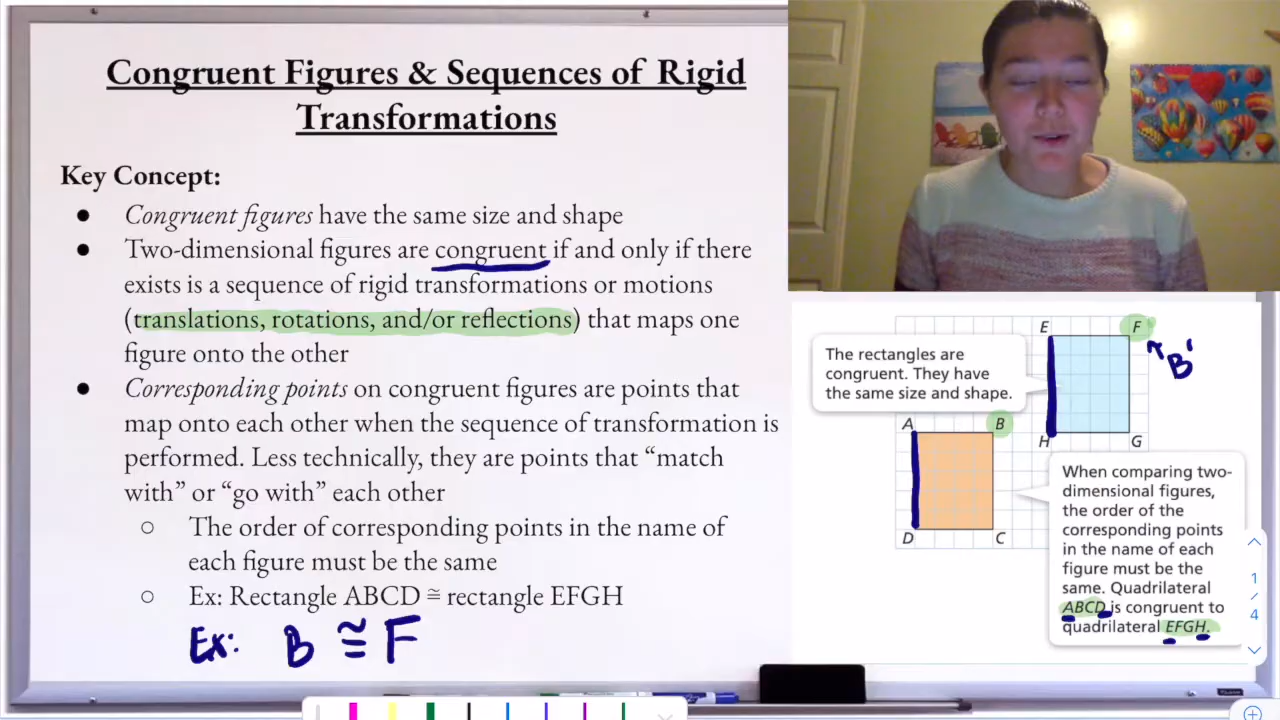 Congruent Figures & Sequences of Rigid
Transformations
Key Concept:
● Congruent figures have the same size and shape
● Two-dimensional figures are congruent if and only if there
exists is a sequence of rigid transformations or motions
(translations, rotations, and/or reflections) that maps one
figure onto the other
● Corresponding points on congruent figures are points that
map onto each other when the sequence of transformation is
performed. Less technically, they are points that “match
with” or “go with” each other
○ The order of corresponding points in the name of
each figure must be the same
○ Ex: Rectangle ABCD ≅ rectangle EFGH
Ex: B ≅ F
The rectangles are
congruent. They have
the same size and shape.
E F
B'
A B
H G
D C
When comparing two-
dimensional figures,
the order of the
corresponding points
in the name of each
figure must be the
same. Quadrilateral
ABCD is congruent to
quadrilateral EFGH.
1
/
4